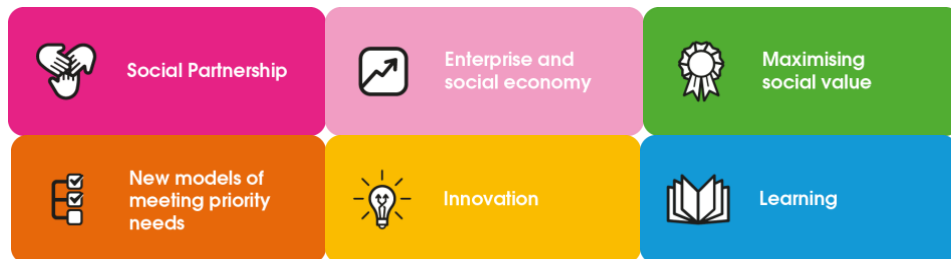 Social Partnership
Enterprise and
social economy
Maximising
social value
New models of
meeting priority
needs
Innovation
Learning